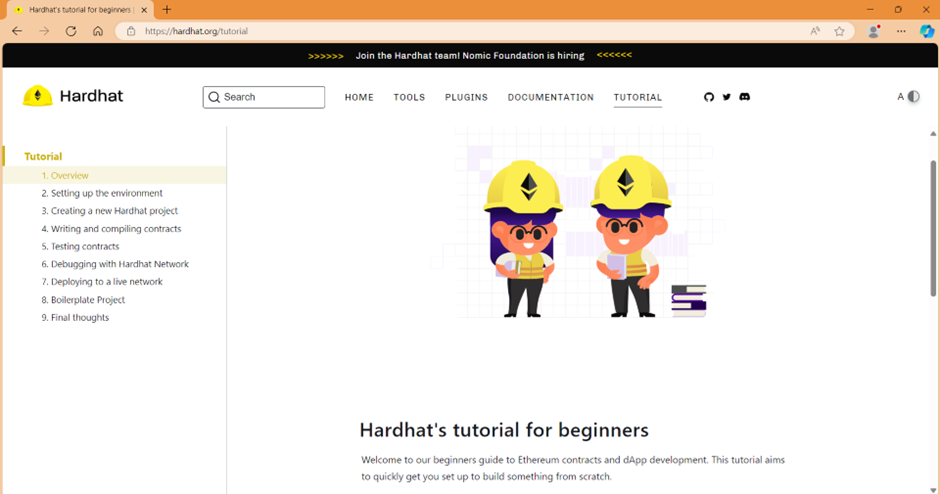 Hardhat's tutorial for beginners |
https://hardhat.org/tutorial
>>>>>> Join the Hardhat team! Nomic Foundation is hiring <<<<<<
Hardhat Search HOME TOOLS PLUGINS DOCUMENTATION TUTORIAL A
Tutorial
1. Overview
2. Setting up the environment
3. Creating a new Hardhat project
4. Writing and compiling contracts
5. Testing contracts
6. Debugging with Hardhat Network
7. Deploying to a live network
8. Boilerplate Project
9. Final thoughts
Hardhat's tutorial for beginners
Welcome to our beginners guide to Ethereum contracts and dApp development. This tutorial aims
to quickly get you set up to build something from scratch.